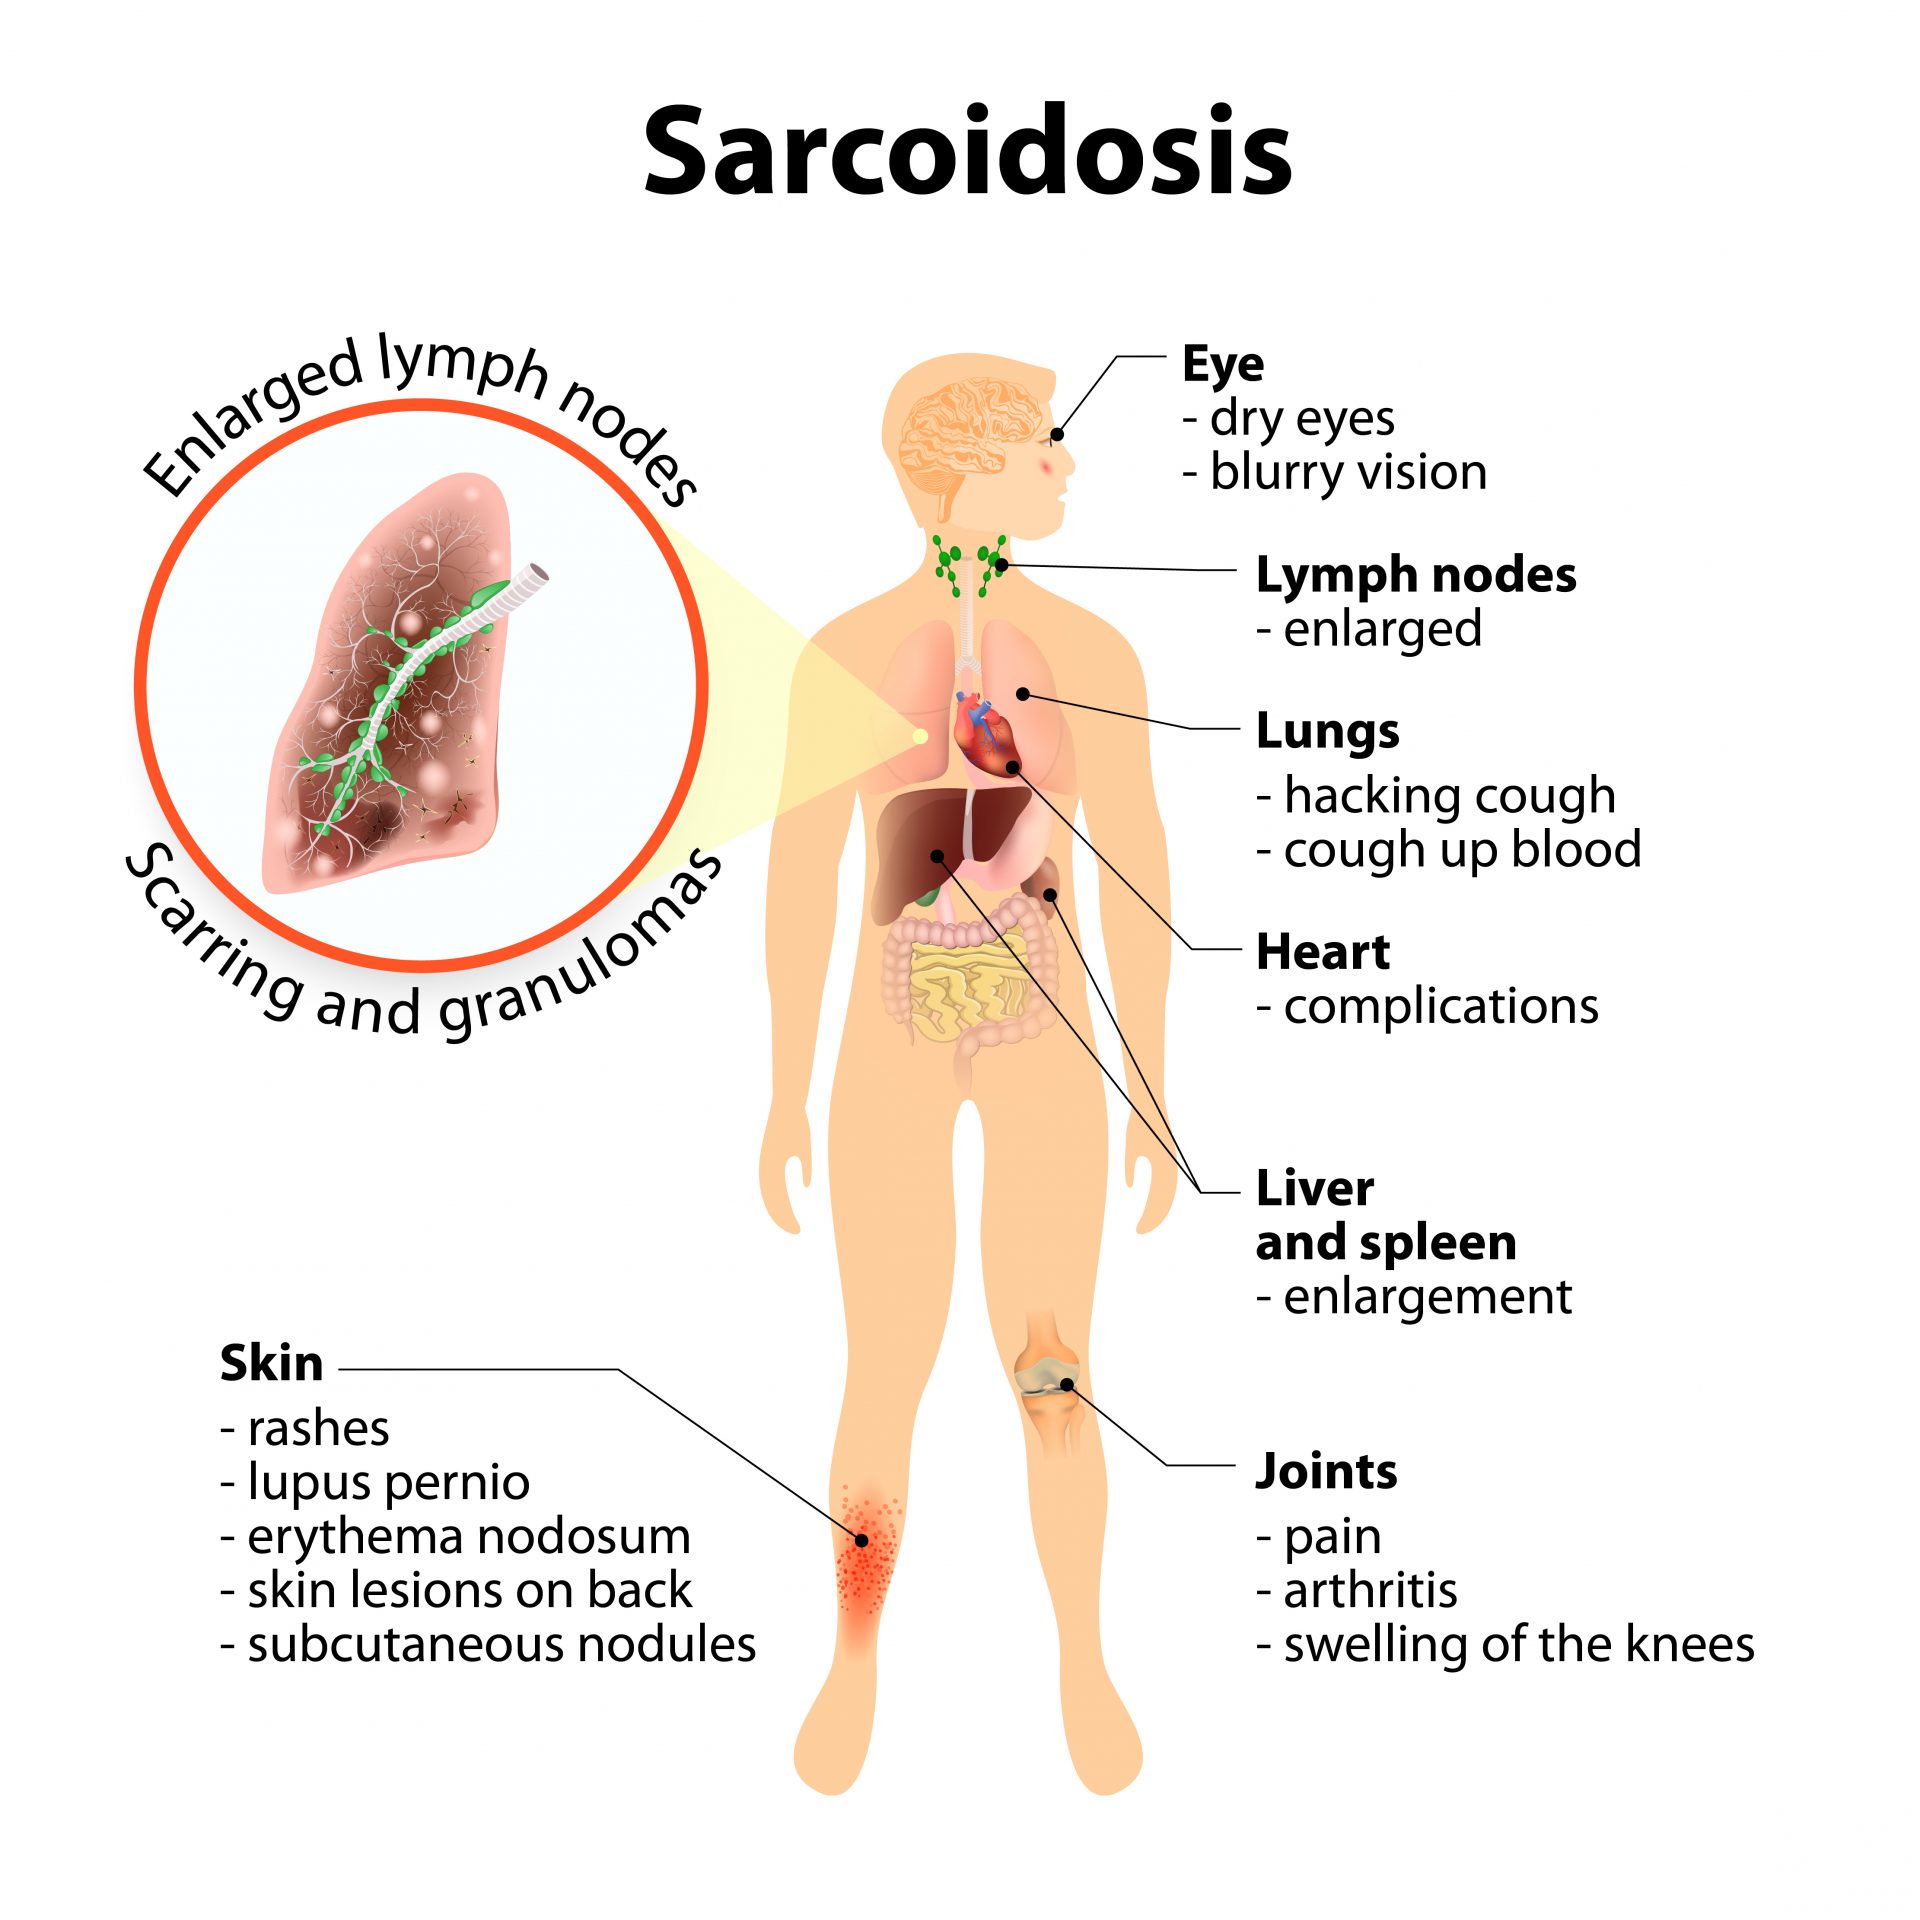 Sarcoidosis
Enlarged lymph nodes
Scarring and granulomas
Eye
- dry eyes
- blurry vision
Lymph nodes
- enlarged
Lungs
- hacking cough
- cough up blood
Heart
- complications
Liver
and spleen
- enlargement
Skin
- rashes
- lupus pernio
- erythema nodosum
- skin lesions on back
- subcutaneous nodules
Joints
- pain
- arthritis
- swelling of the knees